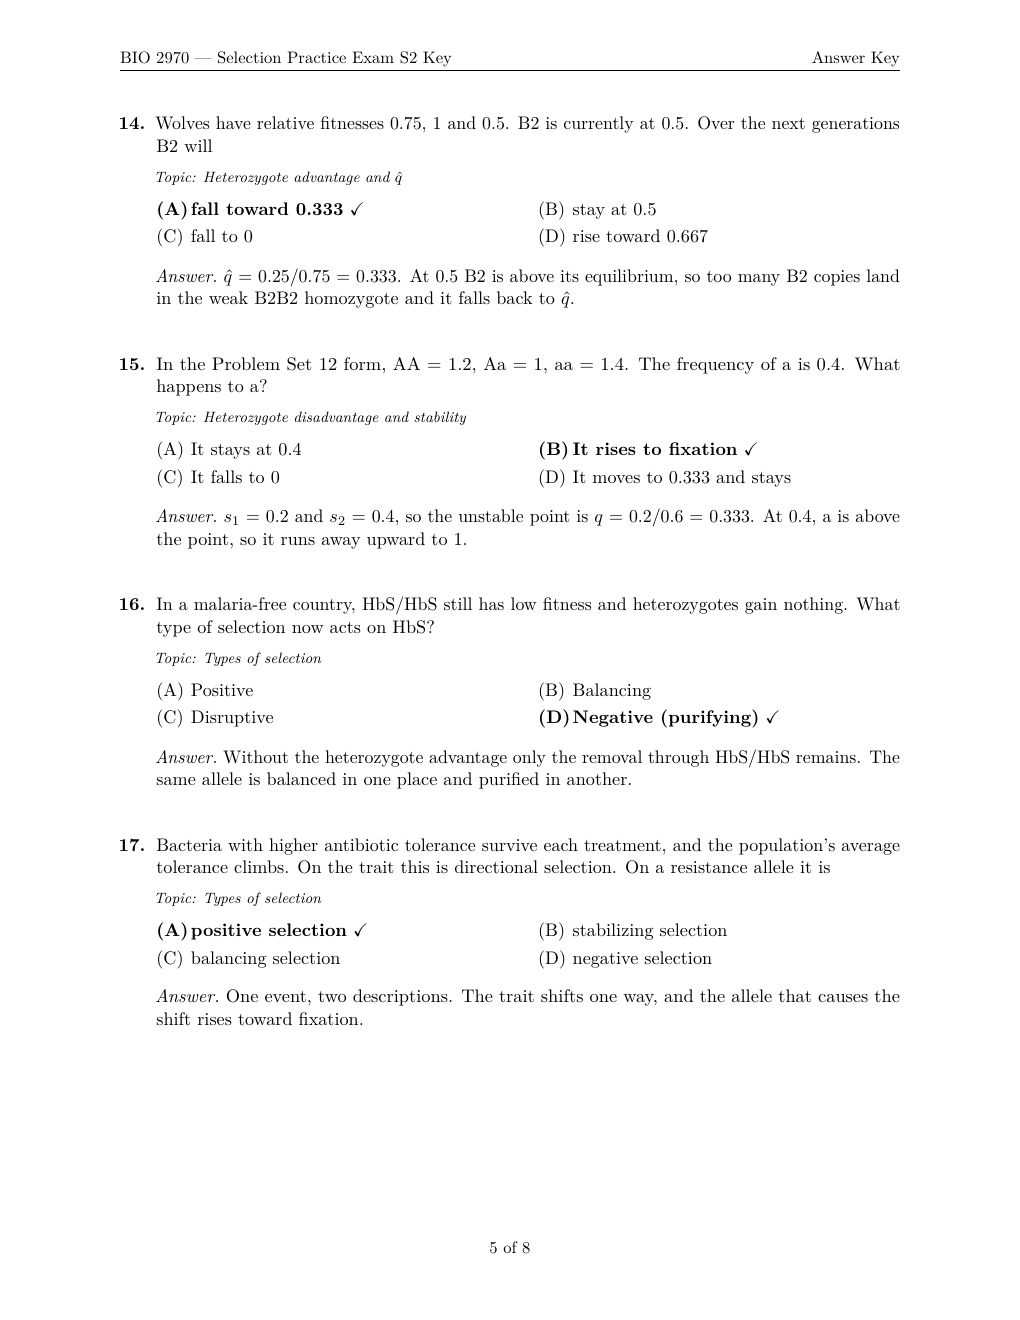 BIO 2970 — Selection Practice Exam S2 Key Answer Key
14. Wolves have relative fitnesses 0.75, 1 and 0.5. B2 is currently at 0.5. Over the next generations
B2 will
Topic: Heterozygote advantage and q̂
(A) fall toward 0.333 ✓ (B) stay at 0.5
(C) fall to 0 (D) rise toward 0.667
Answer. q̂ = 0.25/0.75 = 0.333. At 0.5 B2 is above its equilibrium, so too many B2 copies land
in the weak B2B2 homozygote and it falls back to q̂.
15. In the Problem Set 12 form, AA = 1.2, Aa = 1, aa = 1.4. The frequency of a is 0.4. What
happens to a?
Topic: Heterozygote disadvantage and stability
(A) It stays at 0.4 (B) It rises to fixation ✓
(C) It falls to 0 (D) It moves to 0.333 and stays
Answer. s₁ = 0.2 and s₂ = 0.4, so the unstable point is q = 0.2/0.6 = 0.333. At 0.4, a is above
the point, so it runs away upward to 1.
16. In a malaria-free country, HbS/HbS still has low fitness and heterozygotes gain nothing. What
type of selection now acts on HbS?
Topic: Types of selection
(A) Positive (B) Balancing
(C) Disruptive (D) Negative (purifying) ✓
Answer. Without the heterozygote advantage only the removal through HbS/HbS remains. The
same allele is balanced in one place and purified in another.
17. Bacteria with higher antibiotic tolerance survive each treatment, and the population's average
tolerance climbs. On the trait this is directional selection. On a resistance allele it is
Topic: Types of selection
(A) positive selection ✓ (B) stabilizing selection
(C) balancing selection (D) negative selection
Answer. One event, two descriptions. The trait shifts one way, and the allele that causes the
shift rises toward fixation.
5 of 8